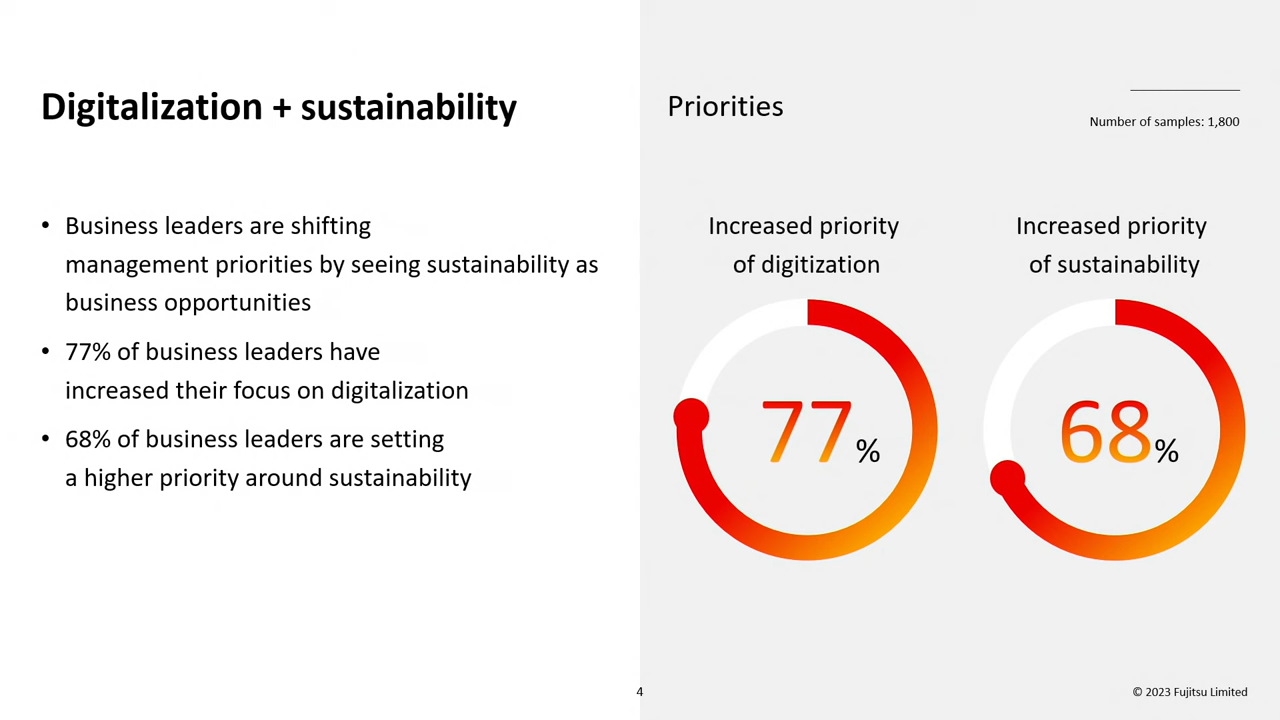 Digitalization + sustainability
• Business leaders are shifting
management priorities by seeing sustainability as
business opportunities
• 77% of business leaders have
increased their focus on digitalization
• 68% of business leaders are setting
a higher priority around sustainability
Priorities
Number of samples: 1,800
Increased priority
of digitization
77%
Increased priority
of sustainability
68%
4
© 2023 Fujitsu Limited